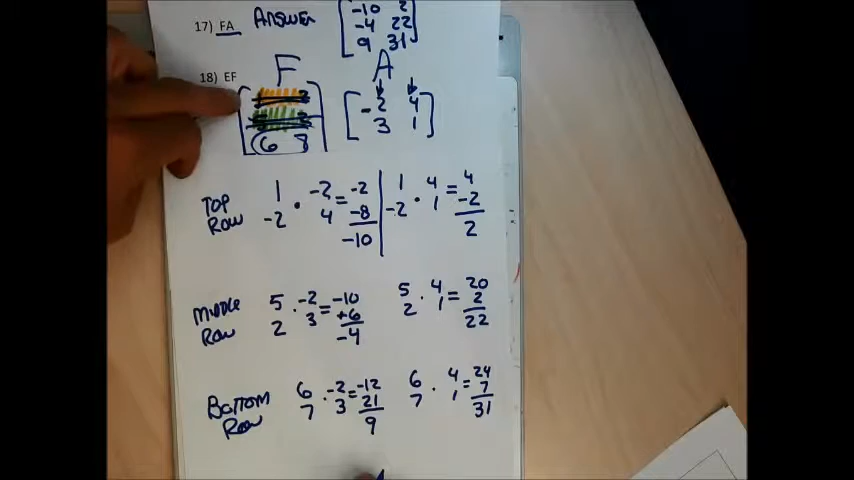 17) FA Answer
-10 2
-4 22
9 31
18) EF
F A
-2 4
3 1
6 8
Top Row
1 -2
-2 · 4 = -2
-8
-10
1 4
-2 · 1 = 4
-2
2
Middle Row
5 -2
2 · 3 = -10
+6
-4
5 4
2 · 1 = 20
2
22
Bottom Row
6 -2
7 · 3 = -12
21
9
6 4
7 · 1 = 24
7
31